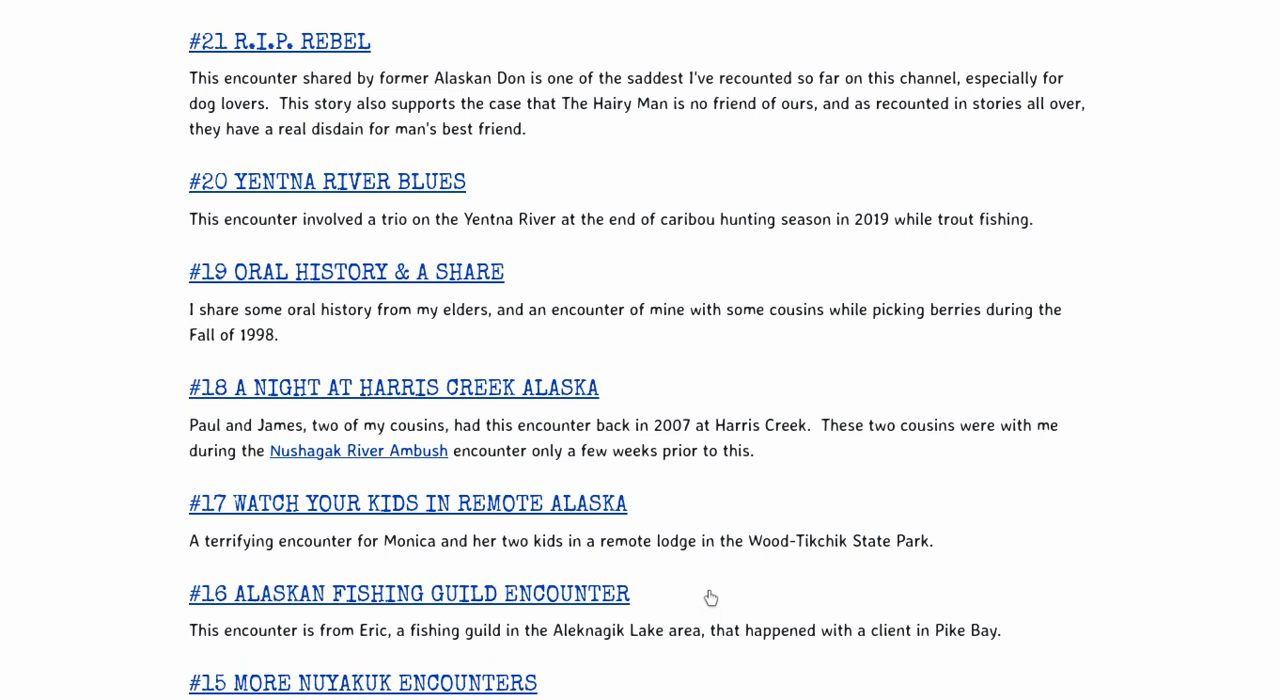 #21 R.I.P. REBEL
This encounter shared by former Alaskan Don is one of the saddest I've recounted so far on this channel, especially for
dog lovers.  This story also supports the case that The Hairy Man is no friend of ours, and as recounted in stories all over,
they have a real disdain for man's best friend.
#20 YENTNA RIVER BLUES
This encounter involved a trio on the Yentna River at the end of caribou hunting season in 2019 while trout fishing.
#19 ORAL HISTORY & A SHARE
I share some oral history from my elders, and an encounter of mine with some cousins while picking berries during the
Fall of 1998.
#18 A NIGHT AT HARRIS CREEK ALASKA
Paul and James, two of my cousins, had this encounter back in 2007 at Harris Creek.  These two cousins were with me
during the Nushagak River Ambush encounter only a few weeks prior to this.
#17 WATCH YOUR KIDS IN REMOTE ALASKA
A terrifying encounter for Monica and her two kids in a remote lodge in the Wood-Tikchik State Park.
#16 ALASKAN FISHING GUILD ENCOUNTER
This encounter is from Eric, a fishing guild in the Aleknagik Lake area, that happened with a client in Pike Bay.
#15 MORE NUYAKUK ENCOUNTERS